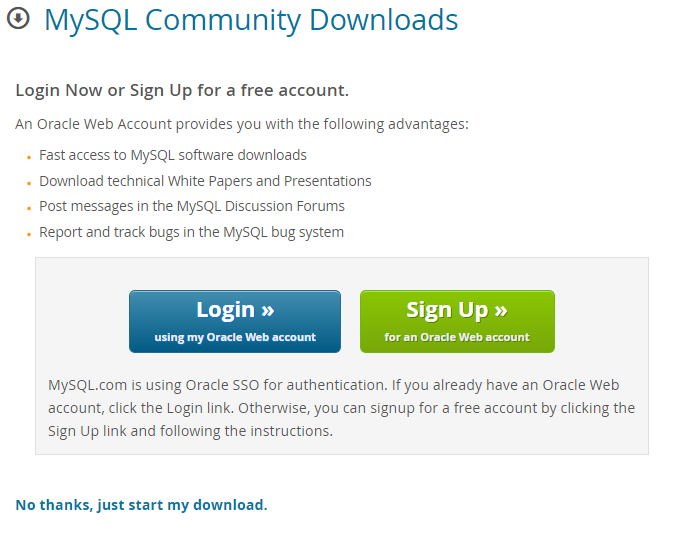 MySQL Community Downloads
Login Now or Sign Up for a free account.
An Oracle Web Account provides you with the following advantages:
Fast access to MySQL software downloads
Download technical White Papers and Presentations
Post messages in the MySQL Discussion Forums
Report and track bugs in the MySQL bug system
Login »
using my Oracle Web account
Sign Up »
for an Oracle Web account
MySQL.com is using Oracle SSO for authentication. If you already have an Oracle Web
account, click the Login link. Otherwise, you can signup for a free account by clicking the
Sign Up link and following the instructions.
No thanks, just start my download.